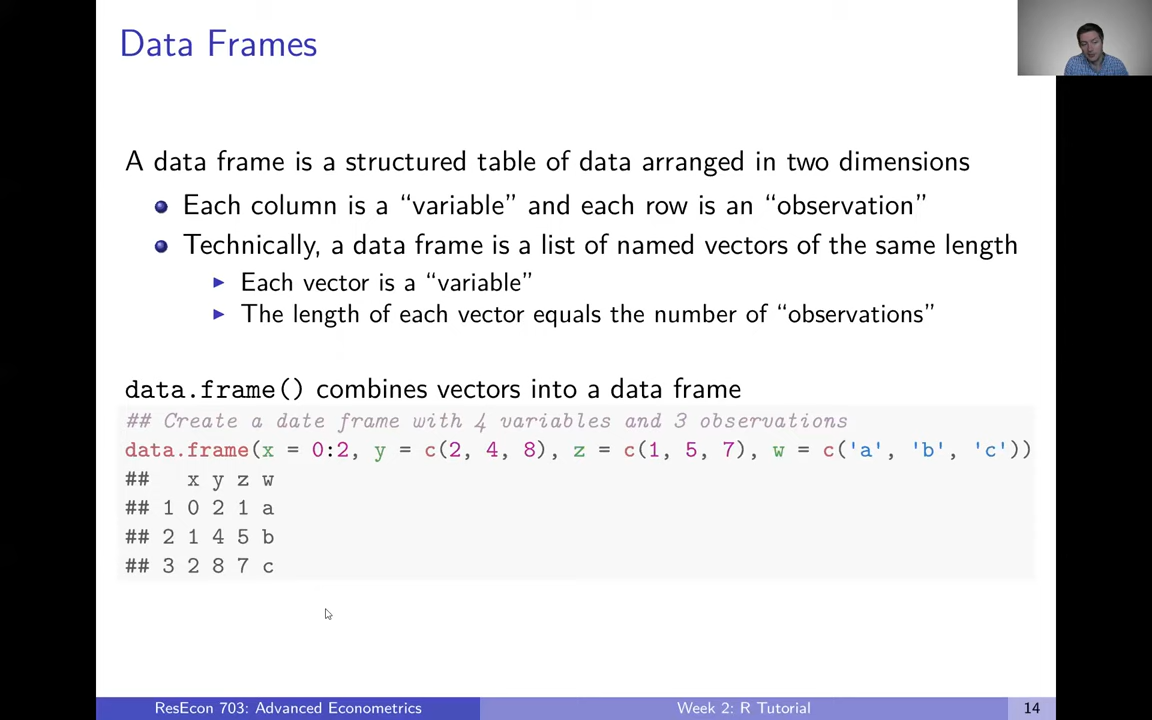 Data Frames
A data frame is a structured table of data arranged in two dimensions
Each column is a “variable” and each row is an “observation”
Technically, a data frame is a list of named vectors of the same length
Each vector is a “variable”
The length of each vector equals the number of “observations”
data.frame() combines vectors into a data frame
## Create a date frame with 4 variables and 3 observations
data.frame(x = 0:2, y = c(2, 4, 8), z = c(1, 5, 7), w = c('a', 'b', 'c'))
##   x y z w
## 1 0 2 1 a
## 2 1 4 5 b
## 3 2 8 7 c
ResEcon 703: Advanced Econometrics Week 2: R Tutorial 14